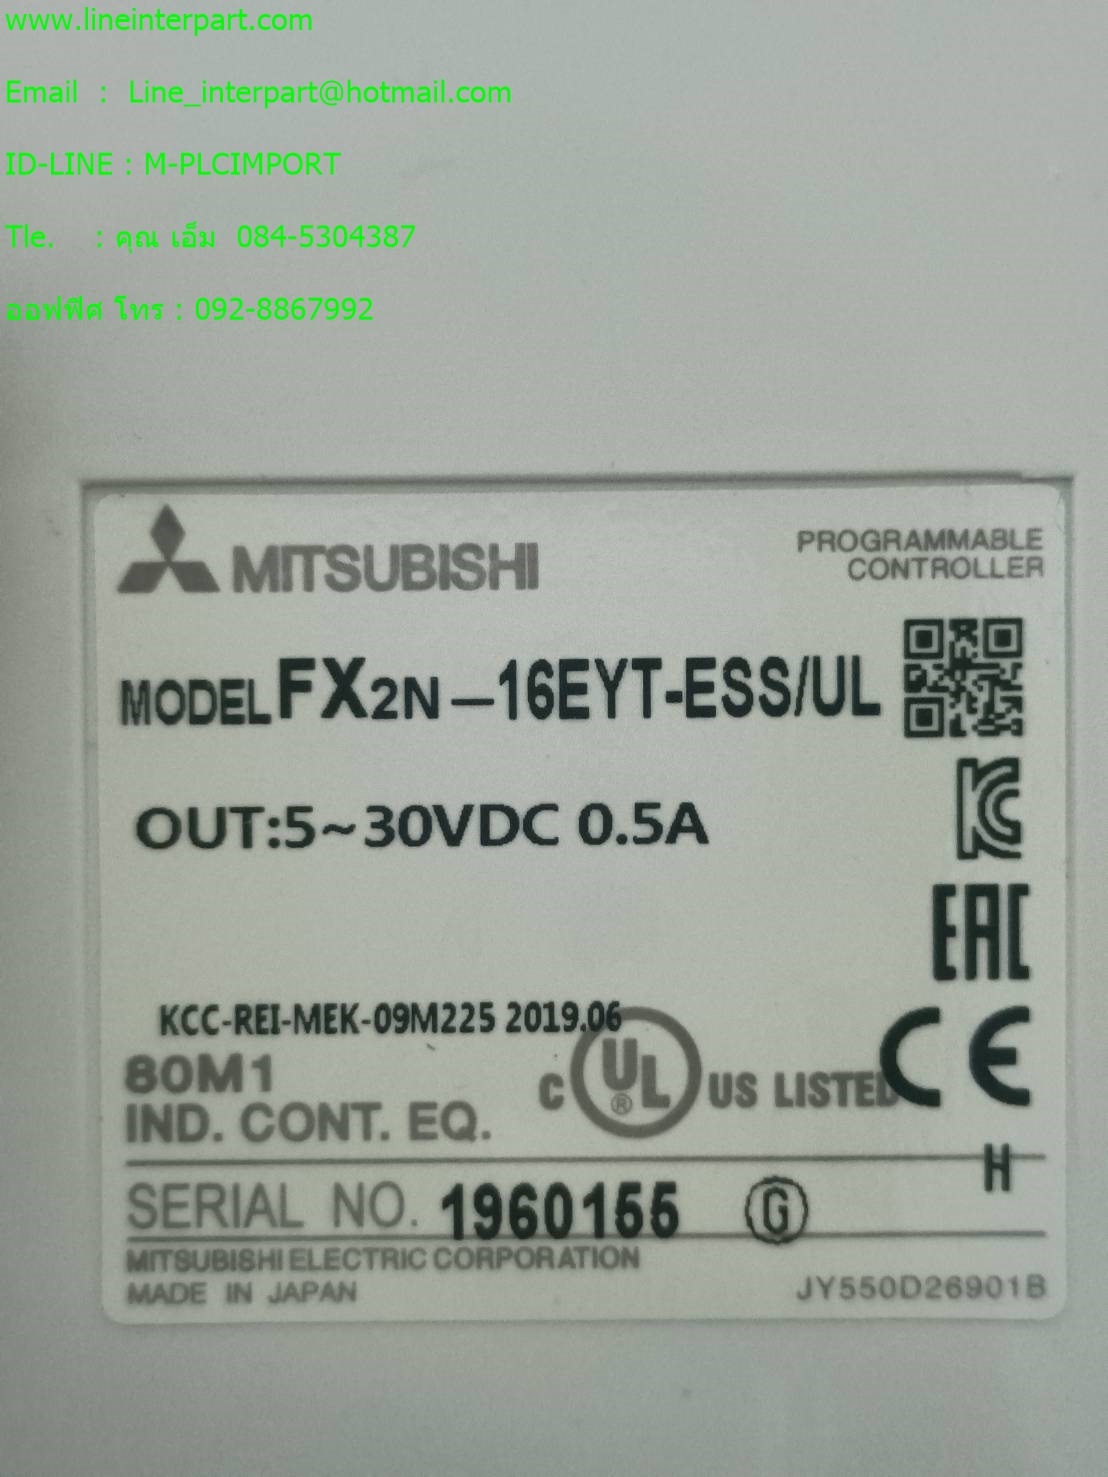 www.lineinterpart.com
Email : Line_interpart@hotmail.com
ID-LINE : M-PLCIMPORT
Tle. : คุณ เอ็ม 084-5304387
ออฟฟิศ โทร : 092-8867992
MITSUBISHI
PROGRAMMABLE
CONTROLLER
MODEL FX2N-16EYT-ESS/UL
OUT:5~30VDC 0.5A
KCC-REI-MEK-09M225 2019.06
80M1
IND. CONT. EQ.
C UL ® US LISTED
KC
EAC
CE
H
SERIAL NO. 1960155 G
MITSUBISHI ELECTRIC CORPORATION
MADE IN JAPAN
JY550D26901B